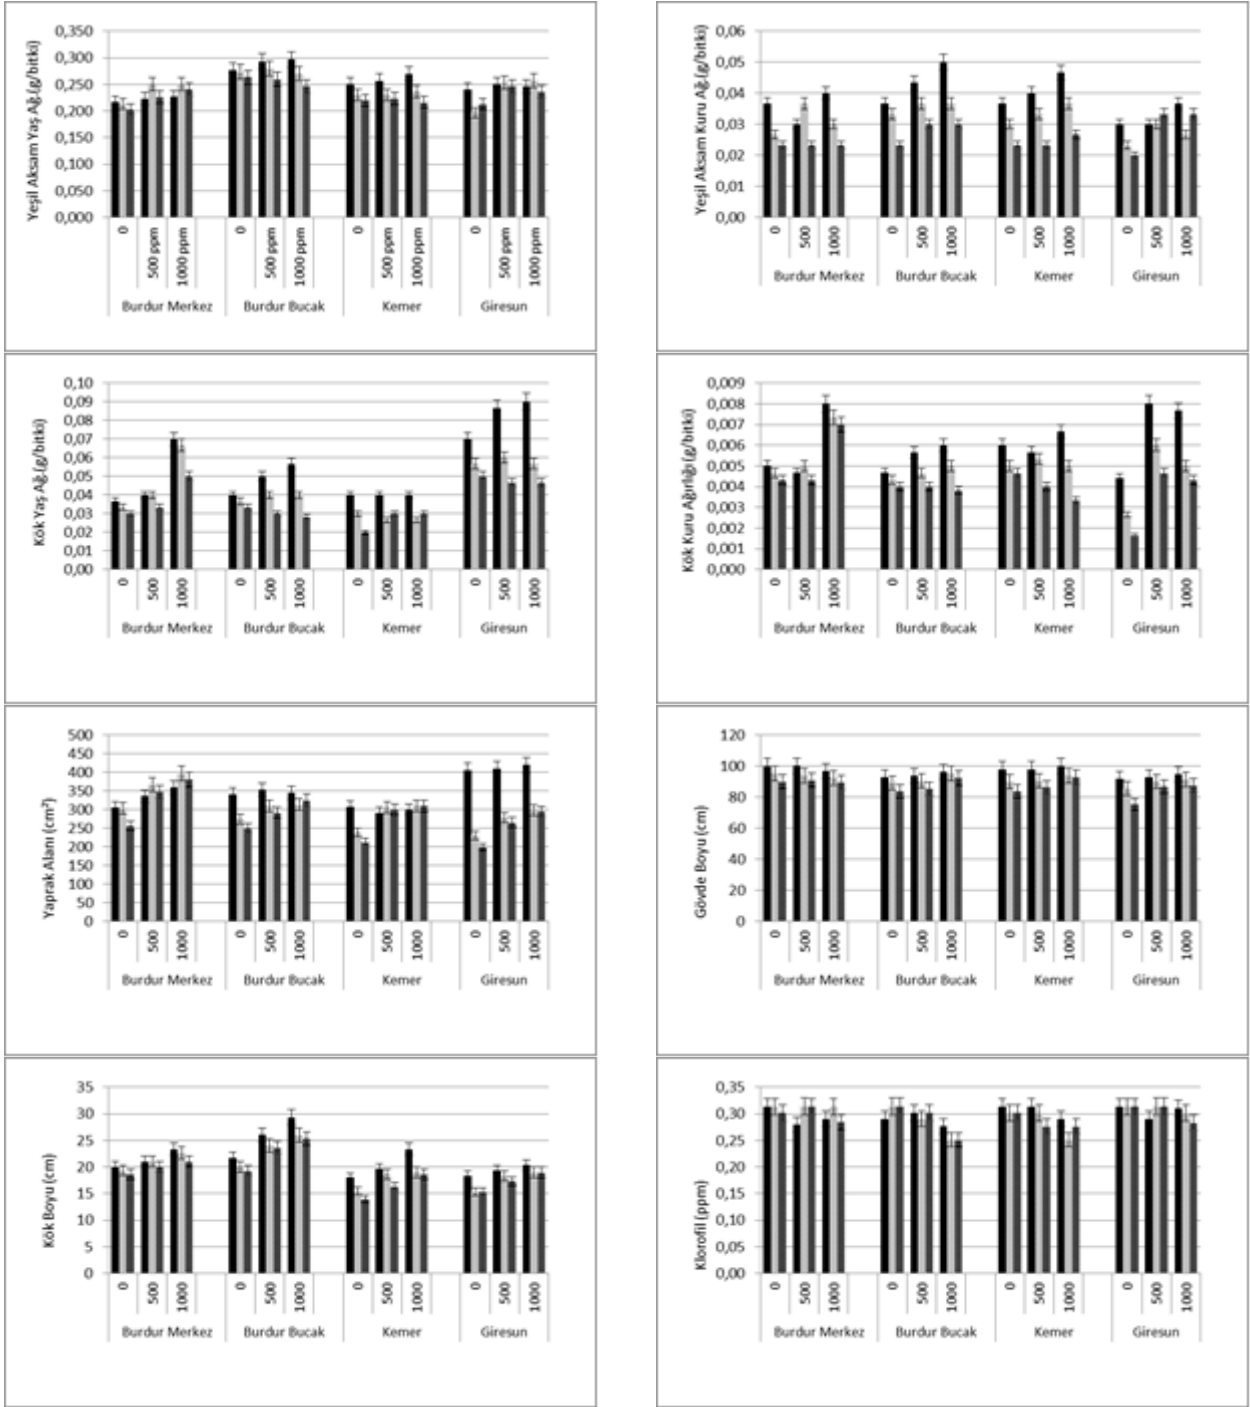 Yeşil Aksam Yaş Ağ.(g/bitki)
0,350
0,300
0,250
0,200
0,150
0,100
0,050
0,000
0 500 ppm 1000 ppm 0 500 ppm 1000 ppm 0 500 ppm 1000 ppm 0 500 ppm 1000 ppm
Burdur Merkez Burdur Bucak Kemer Giresun
Yeşil Aksam Kuru Ağ.(g/bitki)
0,06
0,05
0,04
0,03
0,02
0,01
0,00
0 500 1000 0 500 1000 0 500 1000 0 500 1000
Burdur Merkez Burdur Bucak Kemer Giresun
Kök Yaş Ağ.(g/bitki)
0,10
0,09
0,08
0,07
0,06
0,05
0,04
0,03
0,02
0,01
0,00
0 500 1000 0 500 1000 0 500 1000 0 500 1000
Burdur Merkez Burdur Bucak Kemer Giresun
Kök Kuru Ağırlığı(g/bitki)
0,009
0,008
0,007
0,006
0,005
0,004
0,003
0,002
0,001
0,000
0 500 1000 0 500 1000 0 500 1000 0 500 1000
Burdur Merkez Burdur Bucak Kemer Giresun
Yaprak Alanı (cm²)
500
450
400
350
300
250
200
150
100
50
0
0 500 1000 0 500 1000 0 500 1000 0 500 1000
Burdur Merkez Burdur Bucak Kemer Giresun
Gövde Boyu (cm)
120
100
80
60
40
20
0
0 500 1000 0 500 1000 0 500 1000 0 500 1000
Burdur Merkez Burdur Bucak Kemer Giresun
Kök Boyu (cm)
35
30
25
20
15
10
5
0
0 500 1000 0 500 1000 0 500 1000 0 500 1000
Burdur Merkez Burdur Bucak Kemer Giresun
Klorofil (ppm)
0,35
0,30
0,25
0,20
0,15
0,10
0,05
0,00
0 500 1000 0 500 1000 0 500 1000 0 500 1000
Burdur Merkez Burdur Bucak Kemer Giresun